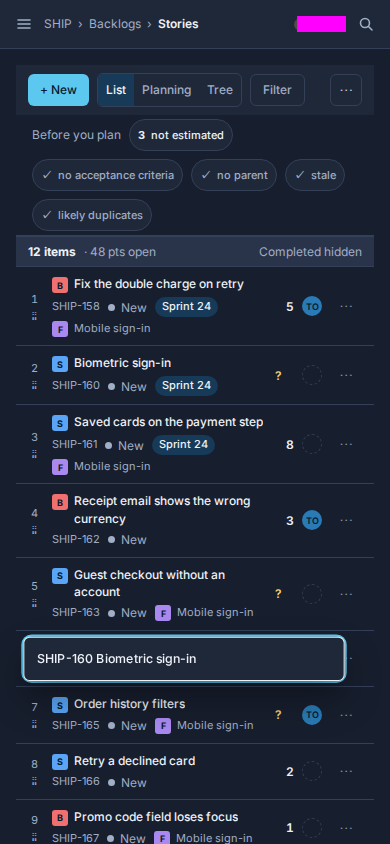 SHIP › Backlogs › Stories
+ New List Planning Tree Filter ···
Before you plan 3 not estimated
✓ no acceptance criteria ✓ no parent ✓ stale
✓ likely duplicates
12 items · 48 pts open Completed hidden
B Fix the double charge on retry
1 SHIP-158 New Sprint 24 5 TO ···
F Mobile sign-in
S Biometric sign-in
2 SHIP-160 New Sprint 24 ? ···
S Saved cards on the payment step
3 SHIP-161 New Sprint 24 8 ···
F Mobile sign-in
B Receipt email shows the wrong
4 currency 3 TO ···
SHIP-162 New
S Guest checkout without an
5 account ? ···
SHIP-163 New F Mobile sign-in
SHIP-160 Biometric sign-in
S Order history filters
7 SHIP-165 New F Mobile sign-in ? TO ···
S Retry a declined card
8 SHIP-166 New 2 ···
B Promo code field loses focus
9 SHIP-167 New F Mobile sign-in 1 ···